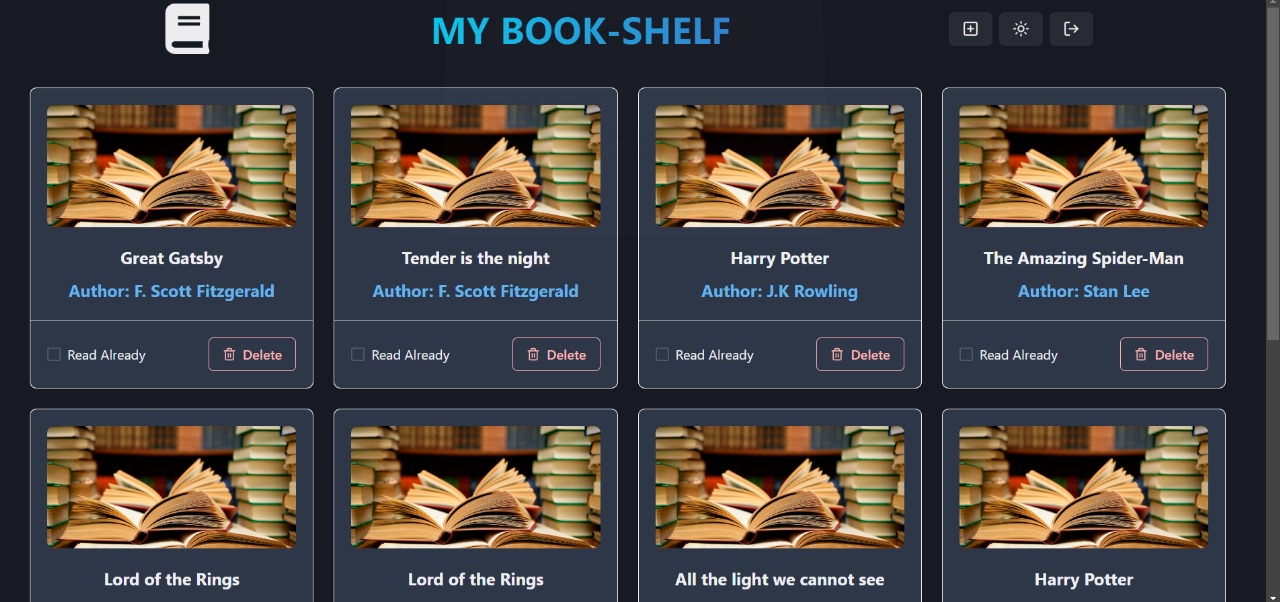 MY BOOK-SHELF
Great Gatsby
Author: F. Scott Fitzgerald
Read Already
Delete
Tender is the night
Author: F. Scott Fitzgerald
Read Already
Delete
Harry Potter
Author: J.K Rowling
Read Already
Delete
The Amazing Spider-Man
Author: Stan Lee
Read Already
Delete
Lord of the Rings
Lord of the Rings
All the light we cannot see
Harry Potter